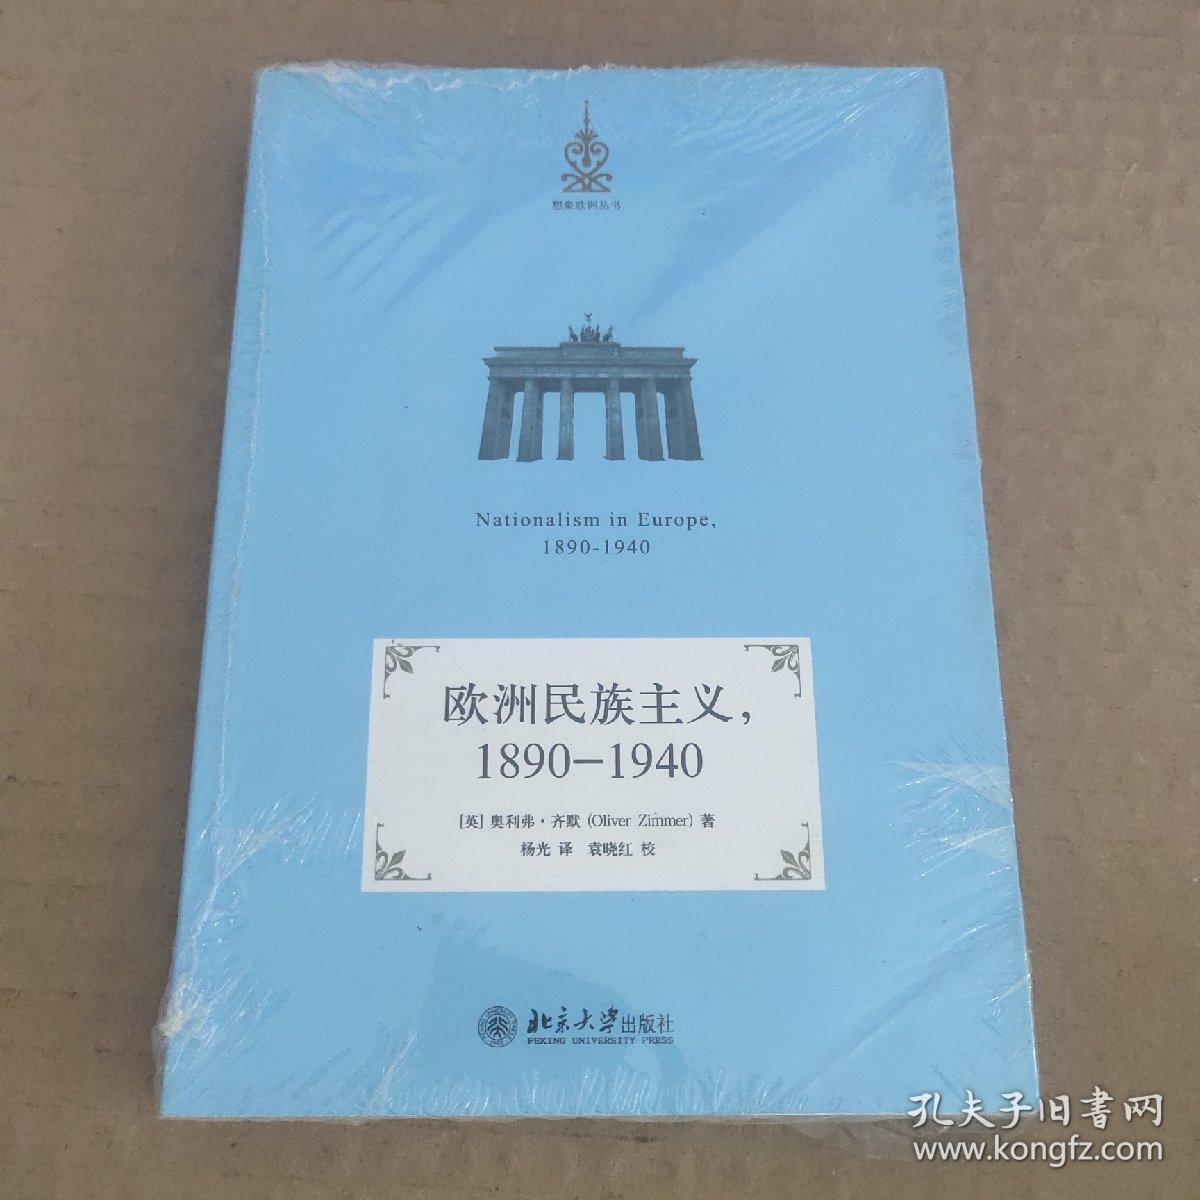 想象欧洲丛书
Nationalism in Europe,
1890-1940
欧洲民族主义，
1890-1940
[英] 奥利弗·齐默 (Oliver Zimmer) 著
杨光 译 袁晓红 校
北京大学出版社
PEKING UNIVERSITY PRESS
孔夫子旧书网
www.kongfz.com